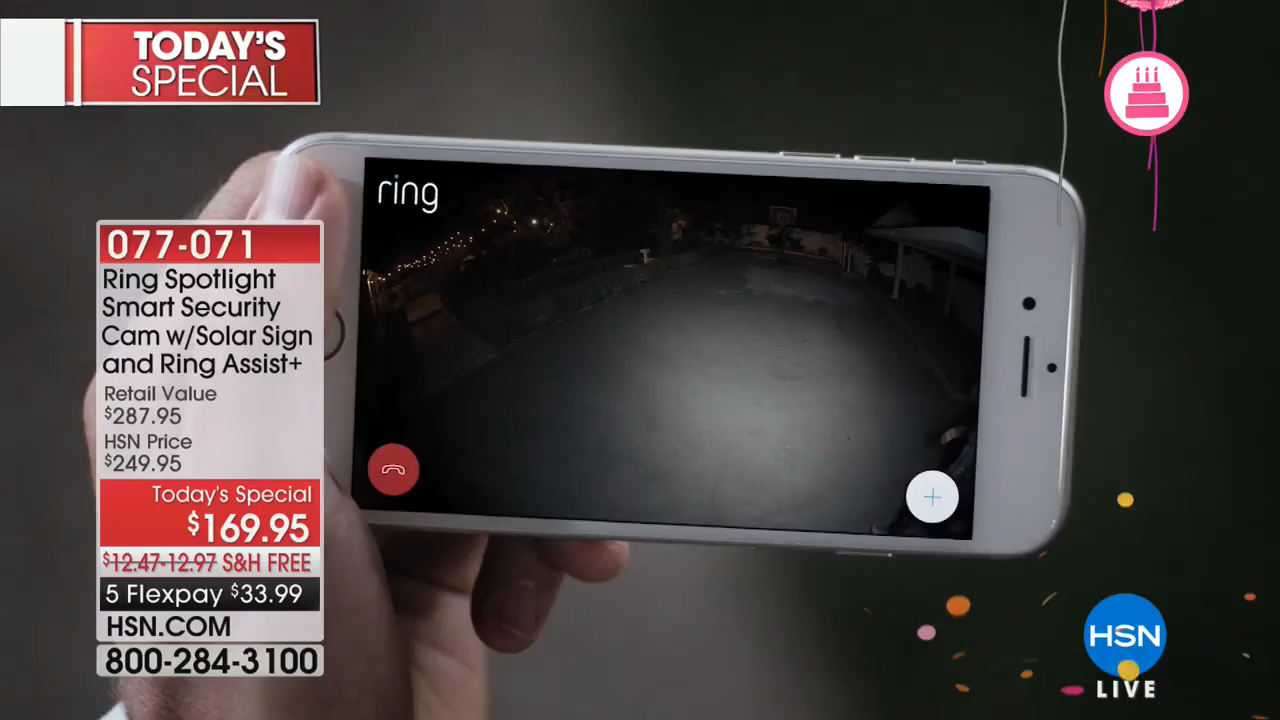 TODAY'S
SPECIAL
ring
077-071
Ring Spotlight
Smart Security
Cam w/Solar Sign
and Ring Assist+
Retail Value
$287.95
HSN Price
$249.95
Today's Special
$169.95
$12.47-12.97 S&H FREE
5 Flexpay $33.99
HSN.COM
800-284-3100
HSN
LIVE